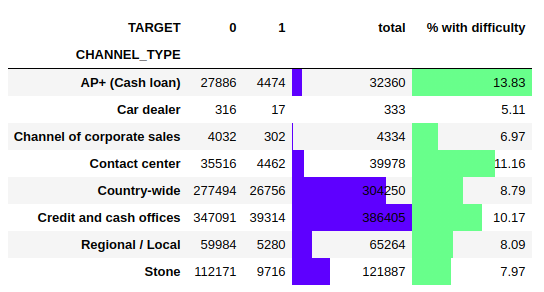 TARGET 0 1 total % with difficulty
CHANNEL_TYPE
AP+ (Cash loan) 27886 4474 32360 13.83
Car dealer 316 17 333 5.11
Channel of corporate sales 4032 302 4334 6.97
Contact center 35516 4462 39978 11.16
Country-wide 277494 26756 304250 8.79
Credit and cash offices 347091 39314 386405 10.17
Regional / Local 59984 5280 65264 8.09
Stone 112171 9716 121887 7.97